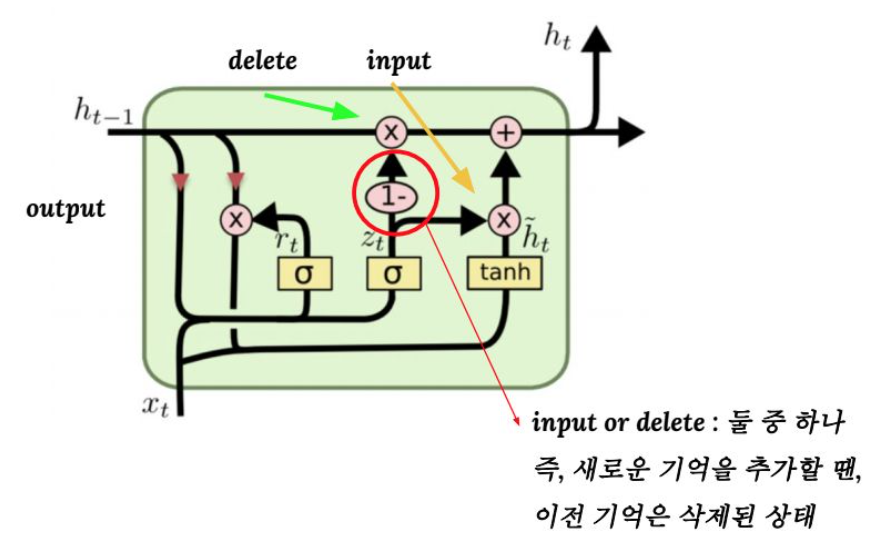 h_t
delete input
h_{t-1}
x +
1-
output
x r_t z_t x h̃_t
σ σ tanh
x_t
input or delete : 둘 중 하나
즉, 새로운 기억을 추가할 땐,
이전 기억은 삭제된 상태